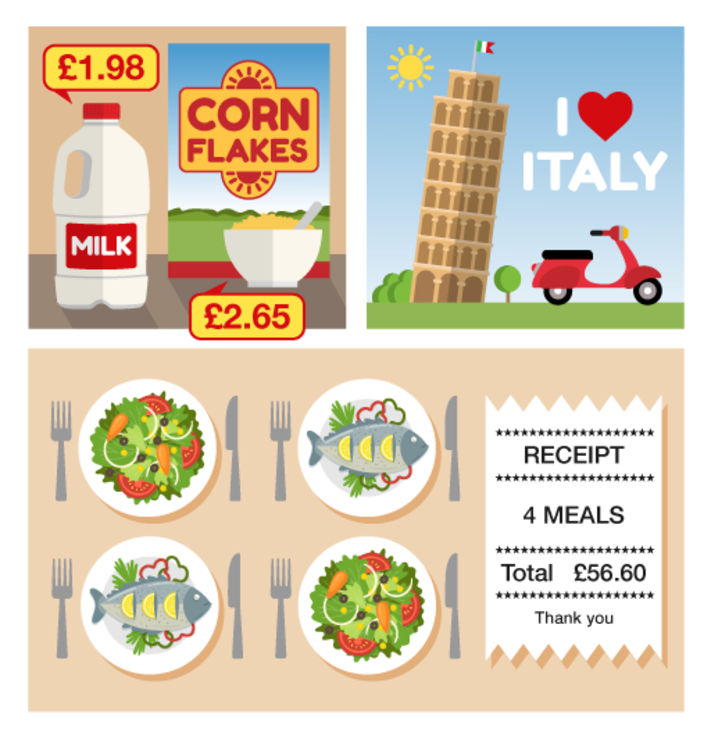 £1.98
CORN
FLAKES
MILK
£2.65
I
ITALY
RECEIPT
4 MEALS
Total £56.60
Thank you